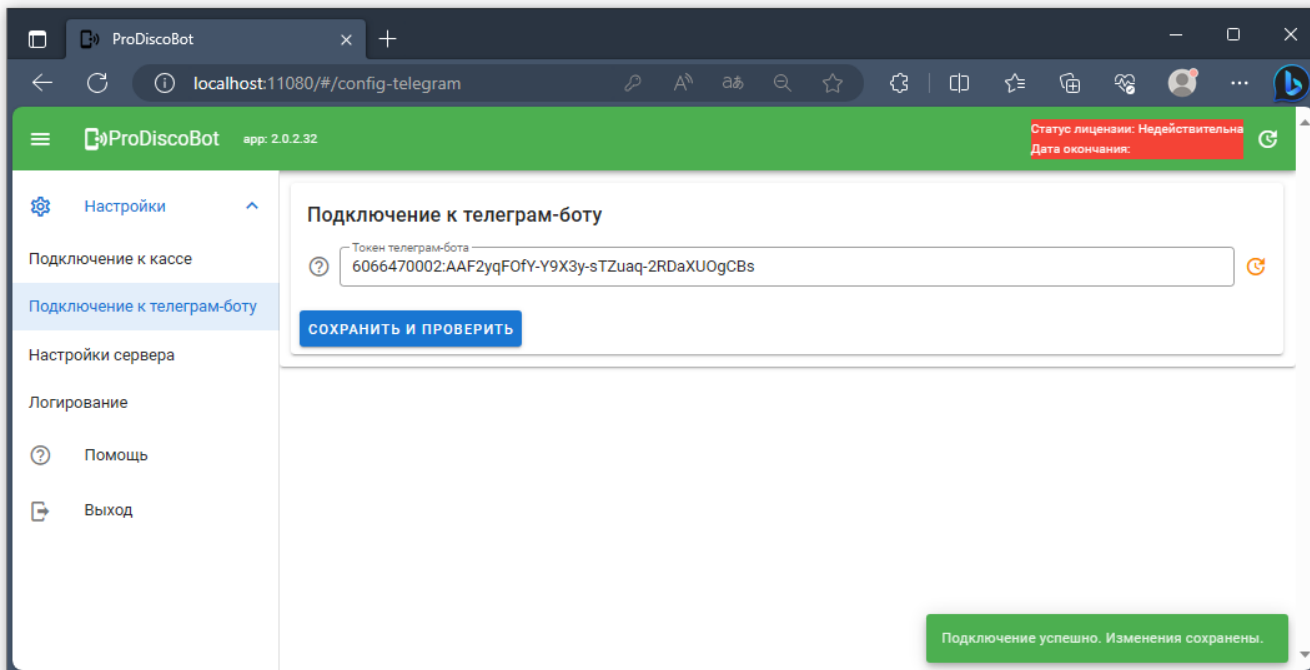 ProDiscoBot
localhost:11080/#/config-telegram
ProDiscoBot app: 2.0.2.32
Статус лицензии: Недействительна
Дата окончания:
Настройки
Подключение к кассе
Подключение к телеграм-боту
Настройки сервера
Логирование
Помощь
Выход
Подключение к телеграм-боту
Токен телеграм-бота
6066470002:AAF2yqFOfY-Y9X3y-sTZuaq-2RDaXUOgCBs
СОХРАНИТЬ И ПРОВЕРИТЬ
Подключение успешно. Изменения сохранены.